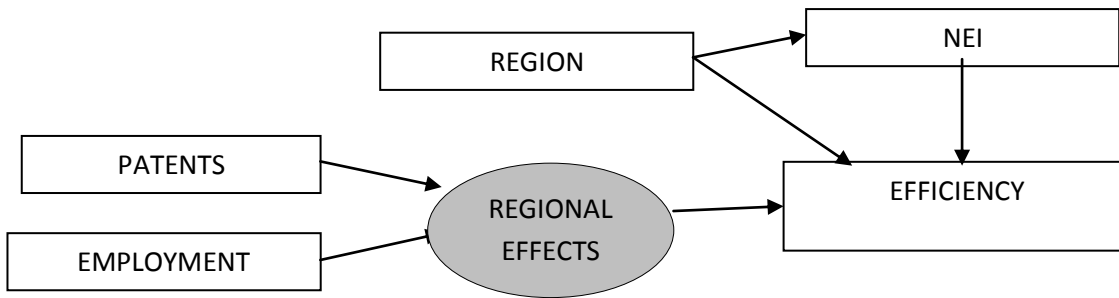 NEI
REGION
PATENTS
REGIONAL
EFFECTS
EFFICIENCY
EMPLOYMENT